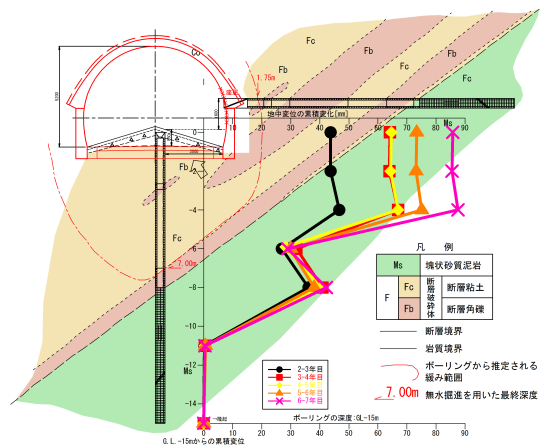 Co
Fc
Fb
Fc
Fb
Fc
1.75m
Ms
地中変位の累積変化[mm]
0 10 20 30 40 50 60 70 80 90
0
-2
-4
-6
-8
-10
-12
-14
Fb
Fc
7.00m
Ms
凡 例
Ms 塊状砂質泥岩
F 断層破砕体
Fc 断層粘土
Fb 断層角礫
断層境界
岩質境界
ボーリングから推定される
緩み範囲
7.00m 無水掘進を用いた最終深度
2-3年目
3-4年目
4-5年目
5-6年目
6-7年目
ボーリングの深度:GL-15m
0 10 20 30 40 50 60 70 80 90
G.L.-15mからの累積変位